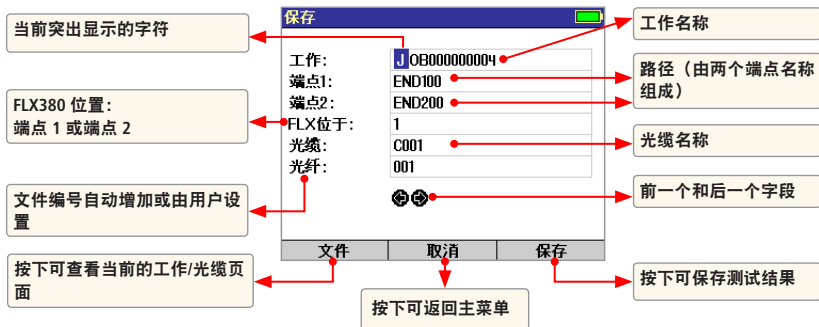 当前突出显示的字符
FLX380 位置：
端点 1 或端点 2
文件编号自动增加或由用户设
置
按下可查看当前的工作/光缆页
面
保存
工作:
JOB00000004
端点1:
END100
端点2:
END200
FLX位于:
1
光缆:
C001
光纤:
001
文件
取消
保存
按下可返回主菜单
工作名称
路径（由两个端点名称
组成）
光缆名称
前一个和后一个字段
按下可保存测试结果